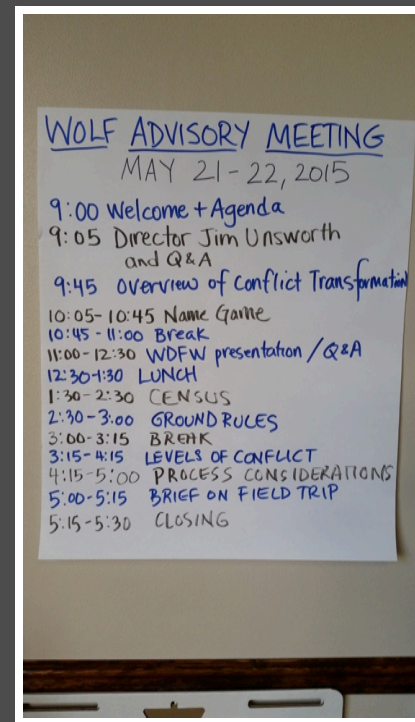 WOLF ADVISORY MEETING
MAY 21-22, 2015
9:00 Welcome + Agenda
9:05 Director Jim Unsworth
and Q&A
9:45 Overview of Conflict Transformation
10:05-10:45 Name Game
10:45-11:00 Break
11:00-12:30 WDFW presentation / Q&A
12:30-1:30 LUNCH
1:30-2:30 CENSUS
2:30-3:00 GROUND RULES
3:00-3:15 BREAK
3:15-4:15 LEVELS OF CONFLICT
4:15-5:00 PROCESS CONSIDERATIONS
5:00-5:15 BRIEF ON FIELD TRIP
5:15-5:30 CLOSING